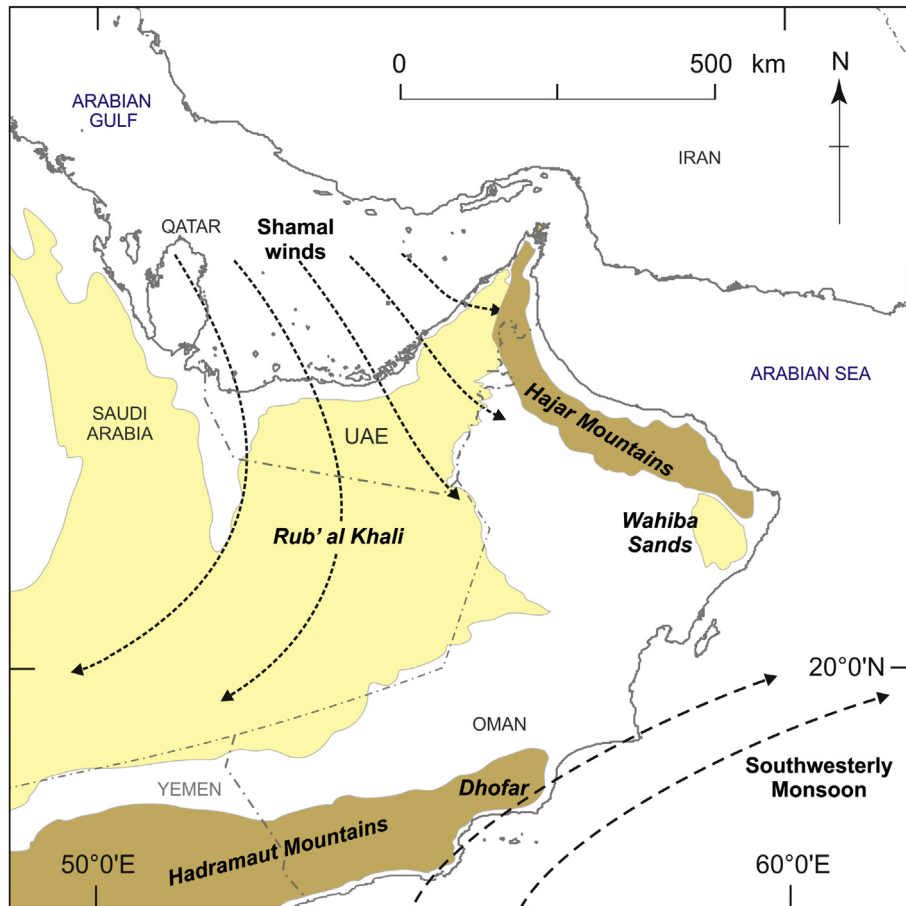 0
500
km
N
ARABIAN
GULF
IRAN
QATAR
Shamal
winds
ARABIAN SEA
SAUDI
ARABIA
UAE
Hajar Mountains
Rub' al Khali
Wahiba
Sands
20°0'N
OMAN
YEMEN
Dhofar
Southwesterly
Monsoon
Hadramaut Mountains
50°0'E
60°0'E